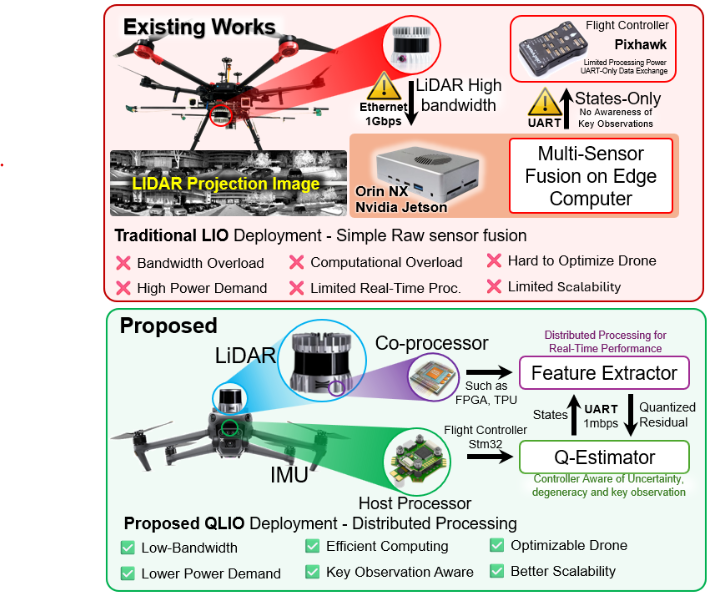 Existing Works
Flight Controller
Pixhawk
Limited Processing Power
UART-Only Data Exchange
Ethernet
1Gbps
LiDAR High
bandwidth
UART
States-Only
No Awareness of
Key Observations
LIDAR Projection Image
Orin NX
Nvidia Jetson
Multi-Sensor
Fusion on Edge
Computer
Traditional LIO Deployment - Simple Raw sensor fusion
Bandwidth Overload
Computational Overload
Hard to Optimize Drone
High Power Demand
Limited Real-Time Proc.
Limited Scalability
Proposed
LiDAR
Co-processor
Such as
FPGA, TPU
Distributed Processing for
Real-Time Performance
Feature Extractor
States
UART
1mbps
Quantized
Residual
IMU
Flight Controller
Stm32
Q-Estimator
Controller Aware of Uncertainty,
degeneracy and key observation
Host Processor
Proposed QLIO Deployment - Distributed Processing
Low-Bandwidth
Efficient Computing
Optimizable Drone
Lower Power Demand
Key Observation Aware
Better Scalability